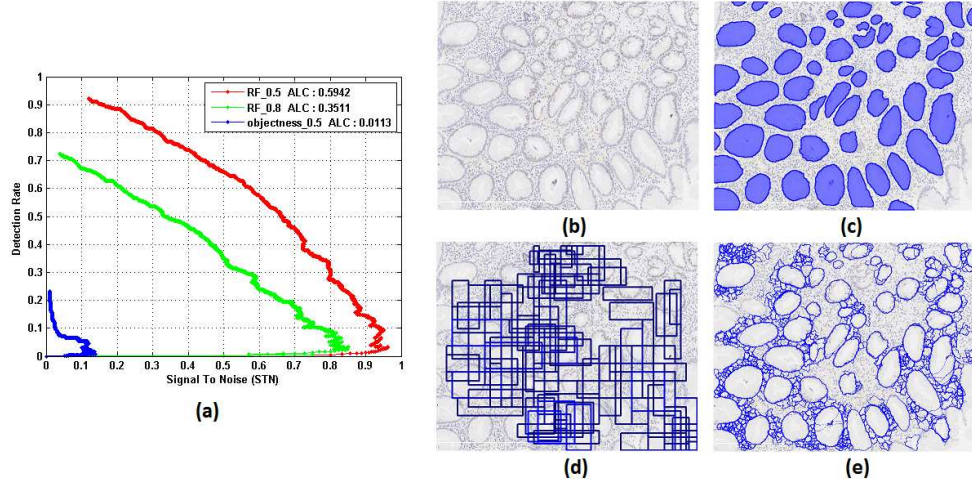 1
0.9
0.8
0.7
0.6
0.5
0.4
0.3
0.2
0.1
0
Detection Rate
RF_0.5 ALC : 0.5942
RF_0.8 ALC : 0.3511
objectness_0.5 ALC : 0.0113
0 0.1 0.2 0.3 0.4 0.5 0.6 0.7 0.8 0.9 1
Signal To Noise (STN)
(a)
(b)
(c)
(d)
(e)